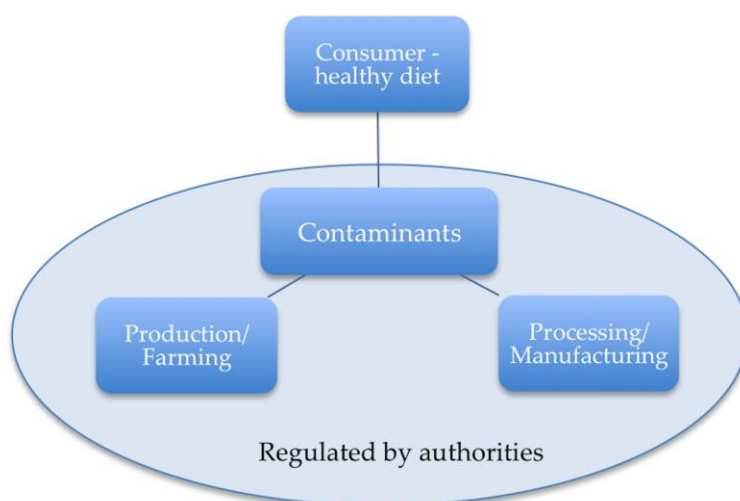 Consumer -
healthy diet
Contaminants
Production/
Farming
Processing/
Manufacturing
Regulated by authorities